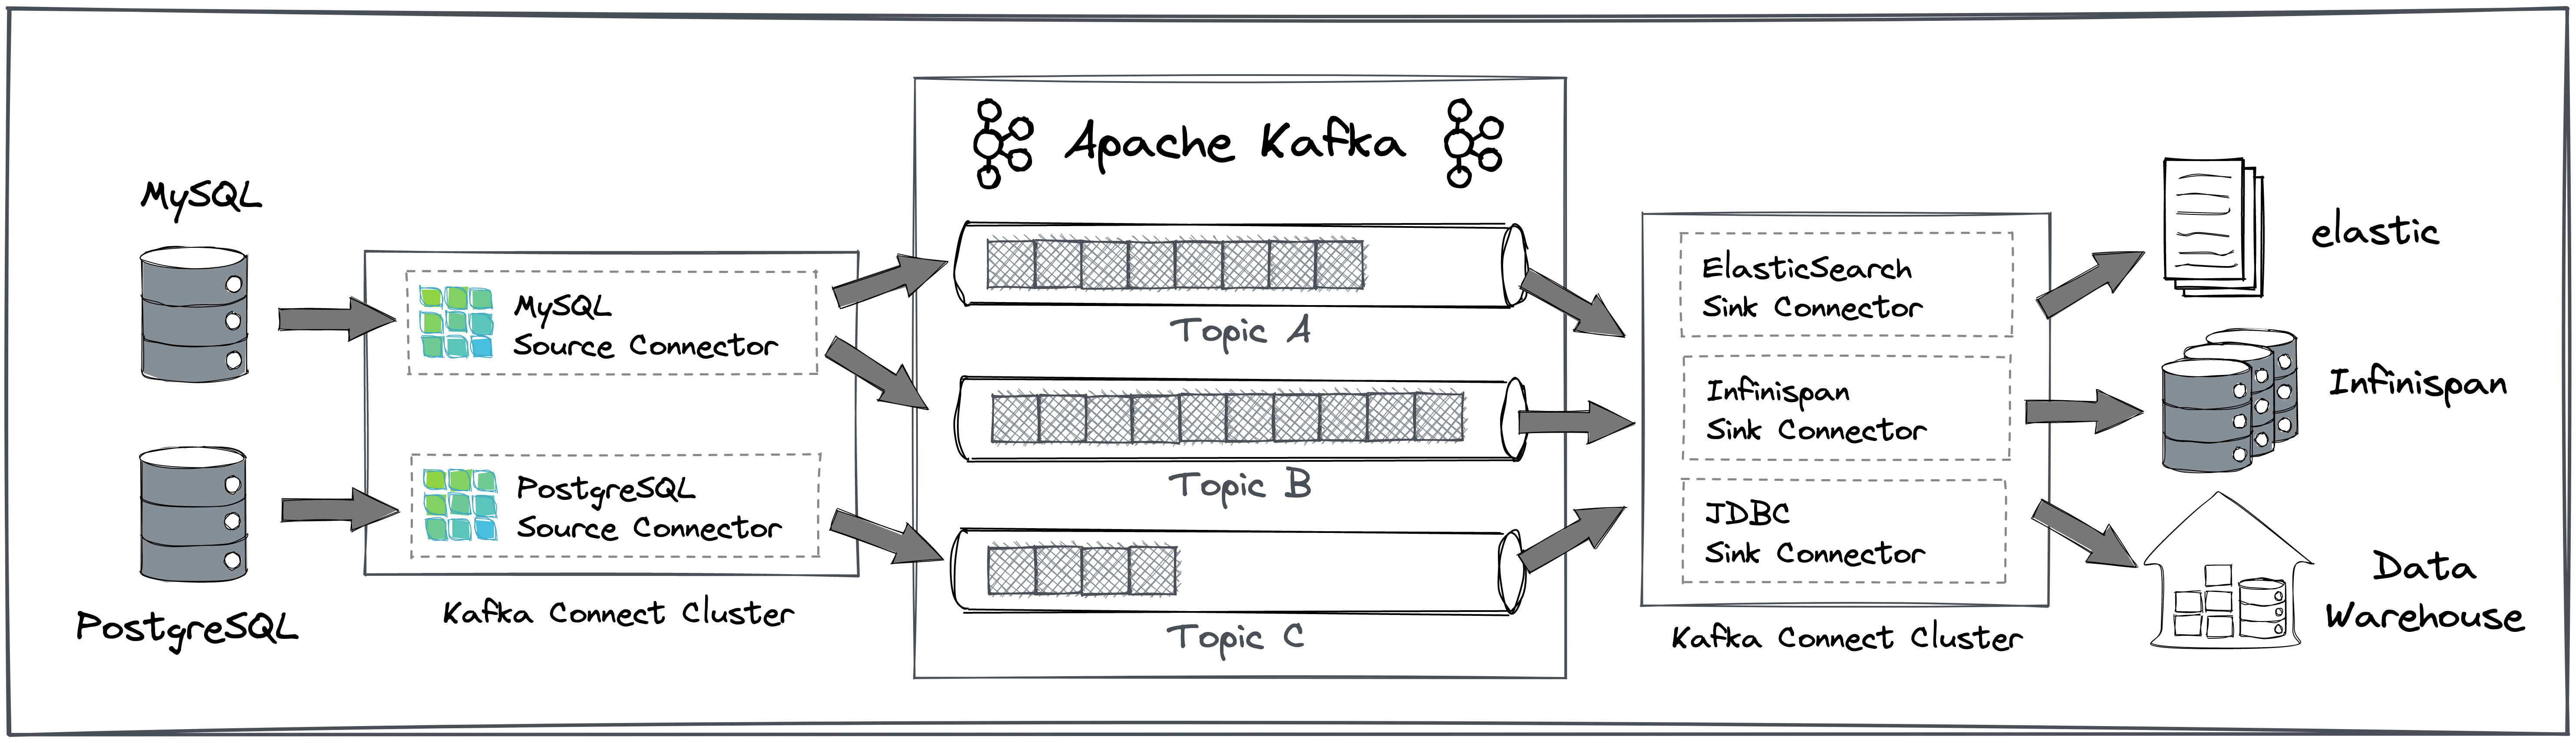 MySQL
PostgreSQL
MySQL
Source Connector
PostgreSQL
Source Connector
Kafka Connect Cluster
Apache Kafka
Topic A
Topic B
Topic C
ElasticSearch
Sink Connector
Infinispan
Sink Connector
JDBC
Sink Connector
Kafka Connect Cluster
elastic
Infinispan
Data
Warehouse